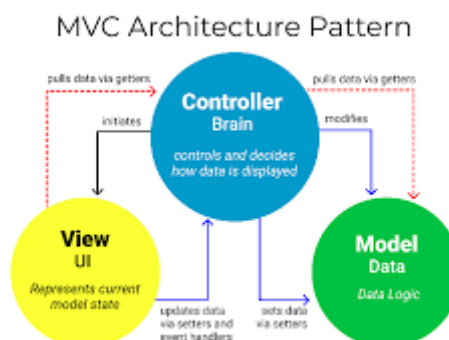 MVC Architecture Pattern
pulls data via getters
pulls data via getters
Controller
Brain
initiates
modifies
controls and decides
how data is displayed
View
UI
Represents current
model state
Model
Data
Data Logic
updates data
via setters and
event handlers
sets data
via setters